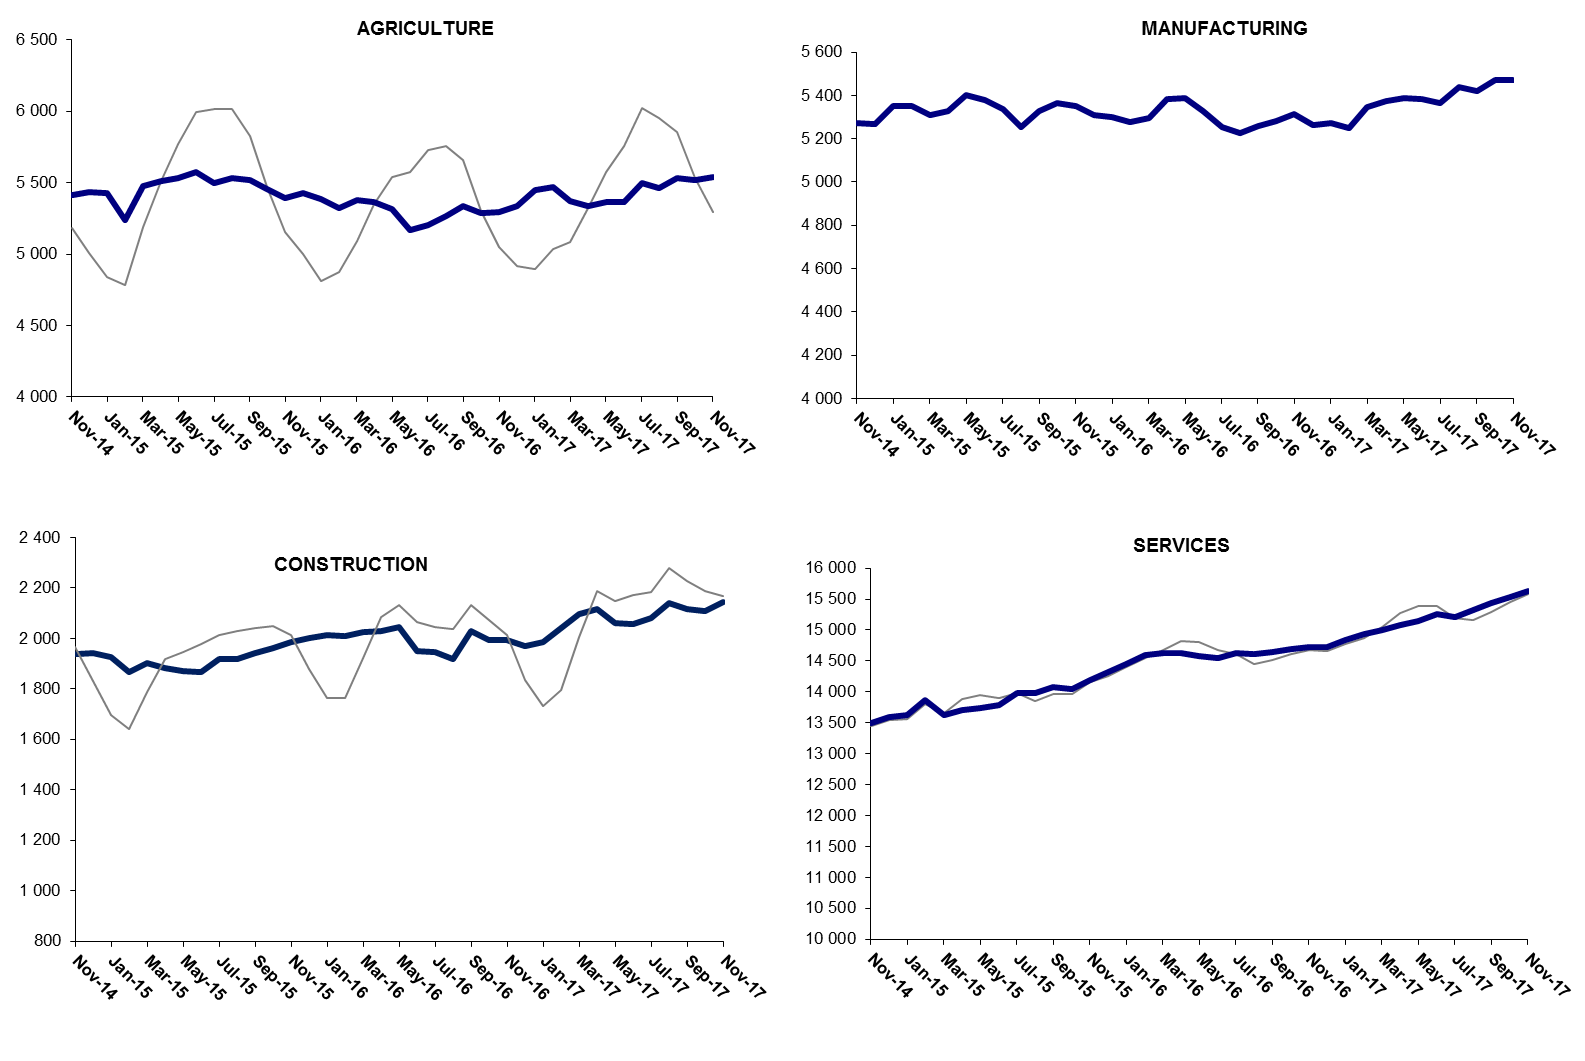 AGRICULTURE
6 500
6 000
5 500
5 000
4 500
4 000
Nov-14
Jan-15
Mar-15
May-15
Jul-15
Sep-15
Nov-15
Jan-16
Mar-16
May-16
Jul-16
Sep-16
Nov-16
Jan-17
Mar-17
May-17
Jul-17
Sep-17
Nov-17
MANUFACTURING
5 600
5 400
5 200
5 000
4 800
4 600
4 400
4 200
4 000
Nov-14
Jan-15
Mar-15
May-15
Jul-15
Sep-15
Nov-15
Jan-16
Mar-16
May-16
Jul-16
Sep-16
Nov-16
Jan-17
Mar-17
May-17
Jul-17
Sep-17
Nov-17
CONSTRUCTION
2 400
2 200
2 000
1 800
1 600
1 400
1 200
1 000
800
Nov-14
Jan-15
Mar-15
May-15
Jul-15
Sep-15
Nov-15
Jan-16
Mar-16
May-16
Jul-16
Sep-16
Nov-16
Jan-17
Mar-17
May-17
Jul-17
Sep-17
Nov-17
SERVICES
16 000
15 500
15 000
14 500
14 000
13 500
13 000
12 500
12 000
11 500
11 000
10 500
10 000
Nov-14
Jan-15
Mar-15
May-15
Jul-15
Sep-15
Nov-15
Jan-16
Mar-16
May-16
Jul-16
Sep-16
Nov-16
Jan-17
Mar-17
May-17
Jul-17
Sep-17
Nov-17